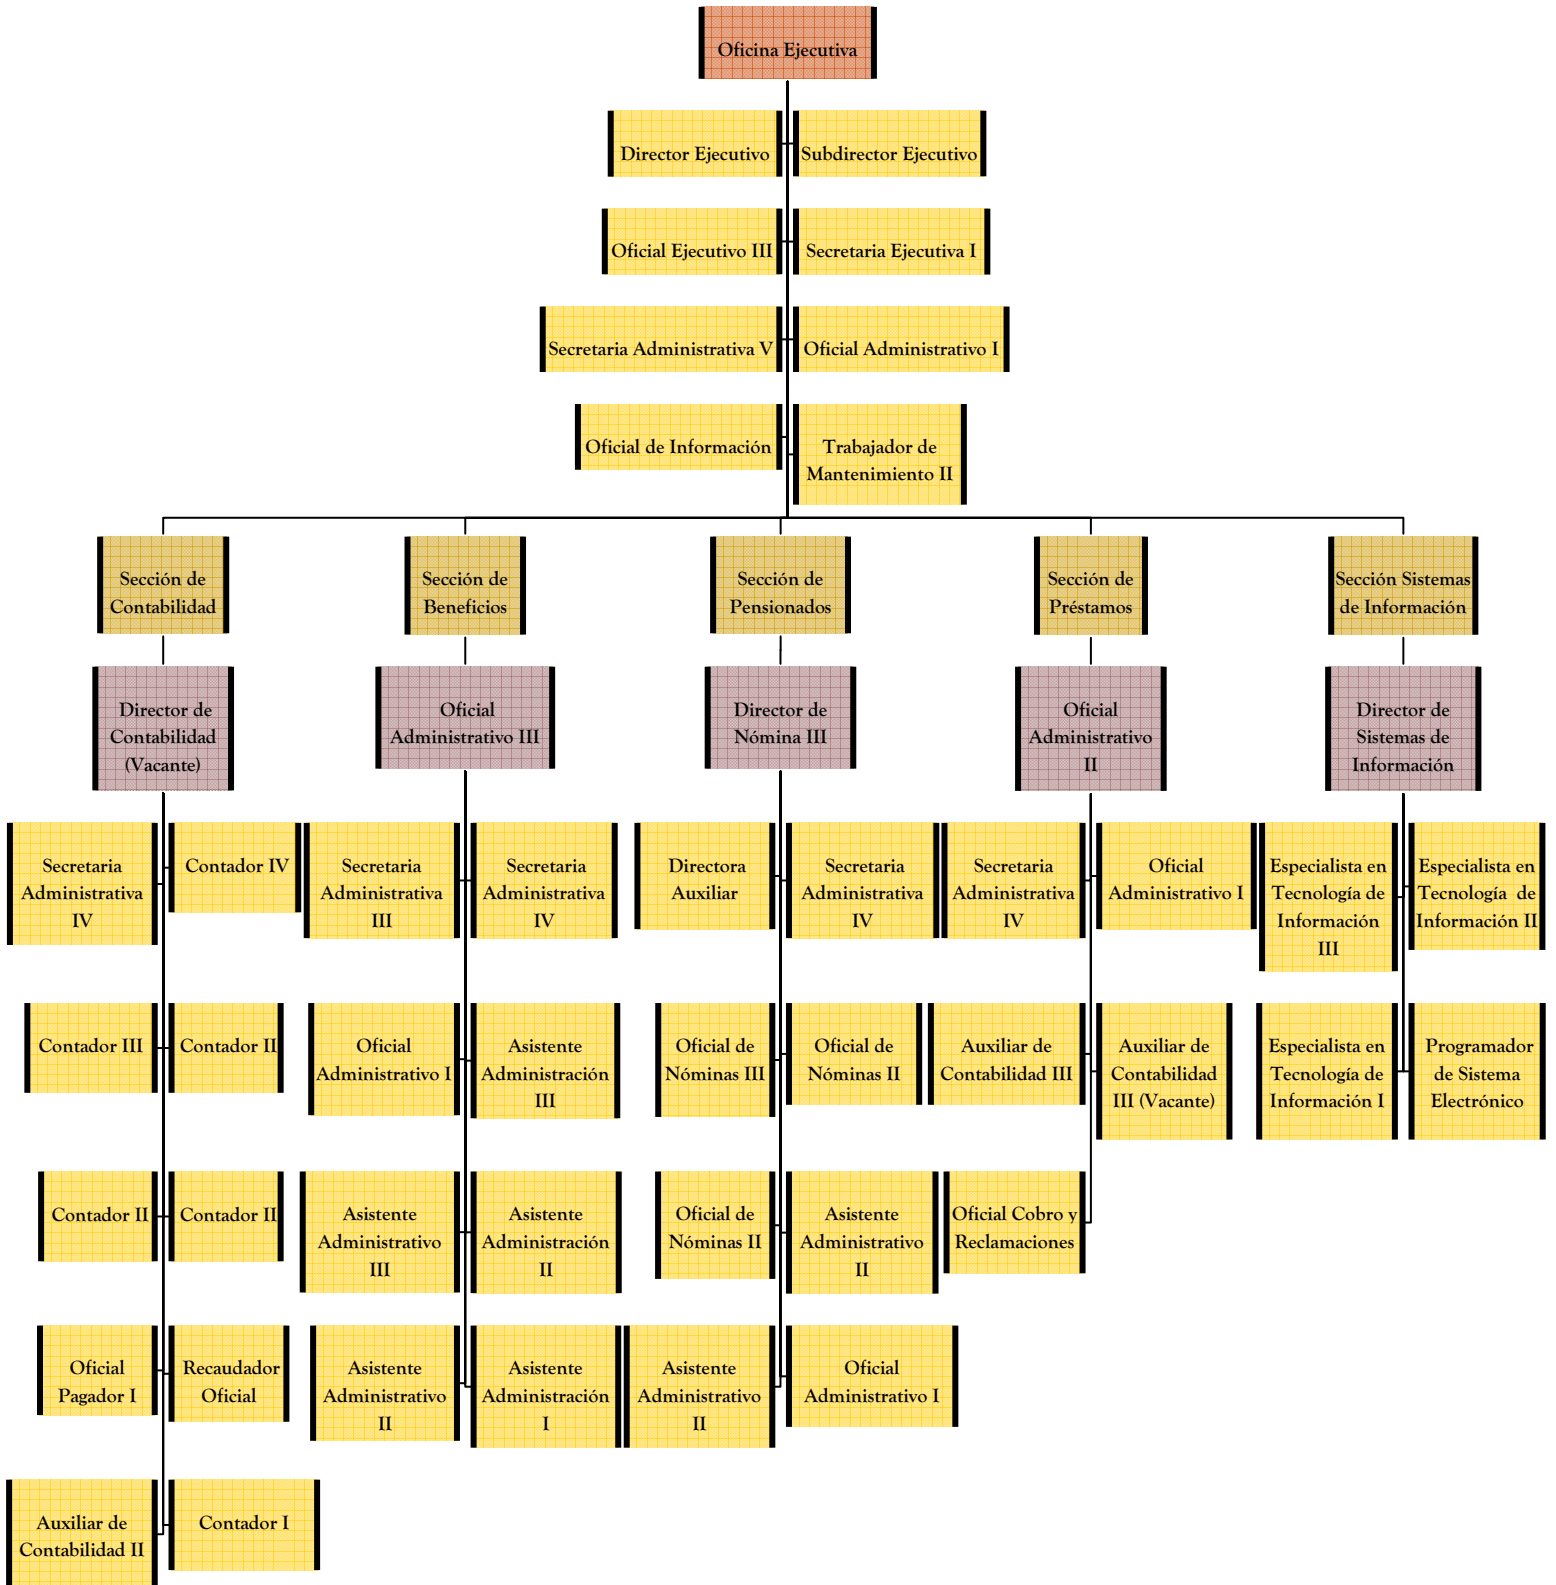 Oficina Ejecutiva
Director Ejecutivo
Subdirector Ejecutivo
Oficial Ejecutivo III
Secretaria Ejecutiva I
Secretaria Administrativa V
Oficial Administrativo I
Oficial de Información
Trabajador de
Mantenimiento II
Sección de
Contabilidad
Sección de
Beneficios
Sección de
Pensionados
Sección de
Préstamos
Sección Sistemas
de Información
Director de
Contabilidad
(Vacante)
Oficial
Administrativo III
Director de
Nómina III
Oficial
Administrativo
II
Director de
Sistemas de
Información
Secretaria
Administrativa
IV
Contador IV
Secretaria
Administrativa
III
Secretaria
Administrativa
IV
Directora
Auxiliar
Secretaria
Administrativa
IV
Secretaria
Administrativa
IV
Oficial
Administrativo I
Especialista en
Tecnología de
Información
III
Especialista en
Tecnología de
Información II
Contador III
Contador II
Oficial
Administrativo I
Asistente
Administración
III
Oficial de
Nóminas III
Oficial de
Nóminas II
Auxiliar de
Contabilidad III
Auxiliar de
Contabilidad
III (Vacante)
Especialista en
Tecnología de
Información I
Programador
de Sistema
Electrónico
Contador II
Contador II
Asistente
Administrativo
III
Asistente
Administración
II
Oficial de
Nóminas II
Asistente
Administrativo
II
Oficial Cobro y
Reclamaciones
Oficial
Pagador I
Recaudador
Oficial
Asistente
Administrativo
II
Asistente
Administración
I
Asistente
Administrativo
II
Oficial
Administrativo I
Auxiliar de
Contabilidad II
Contador I